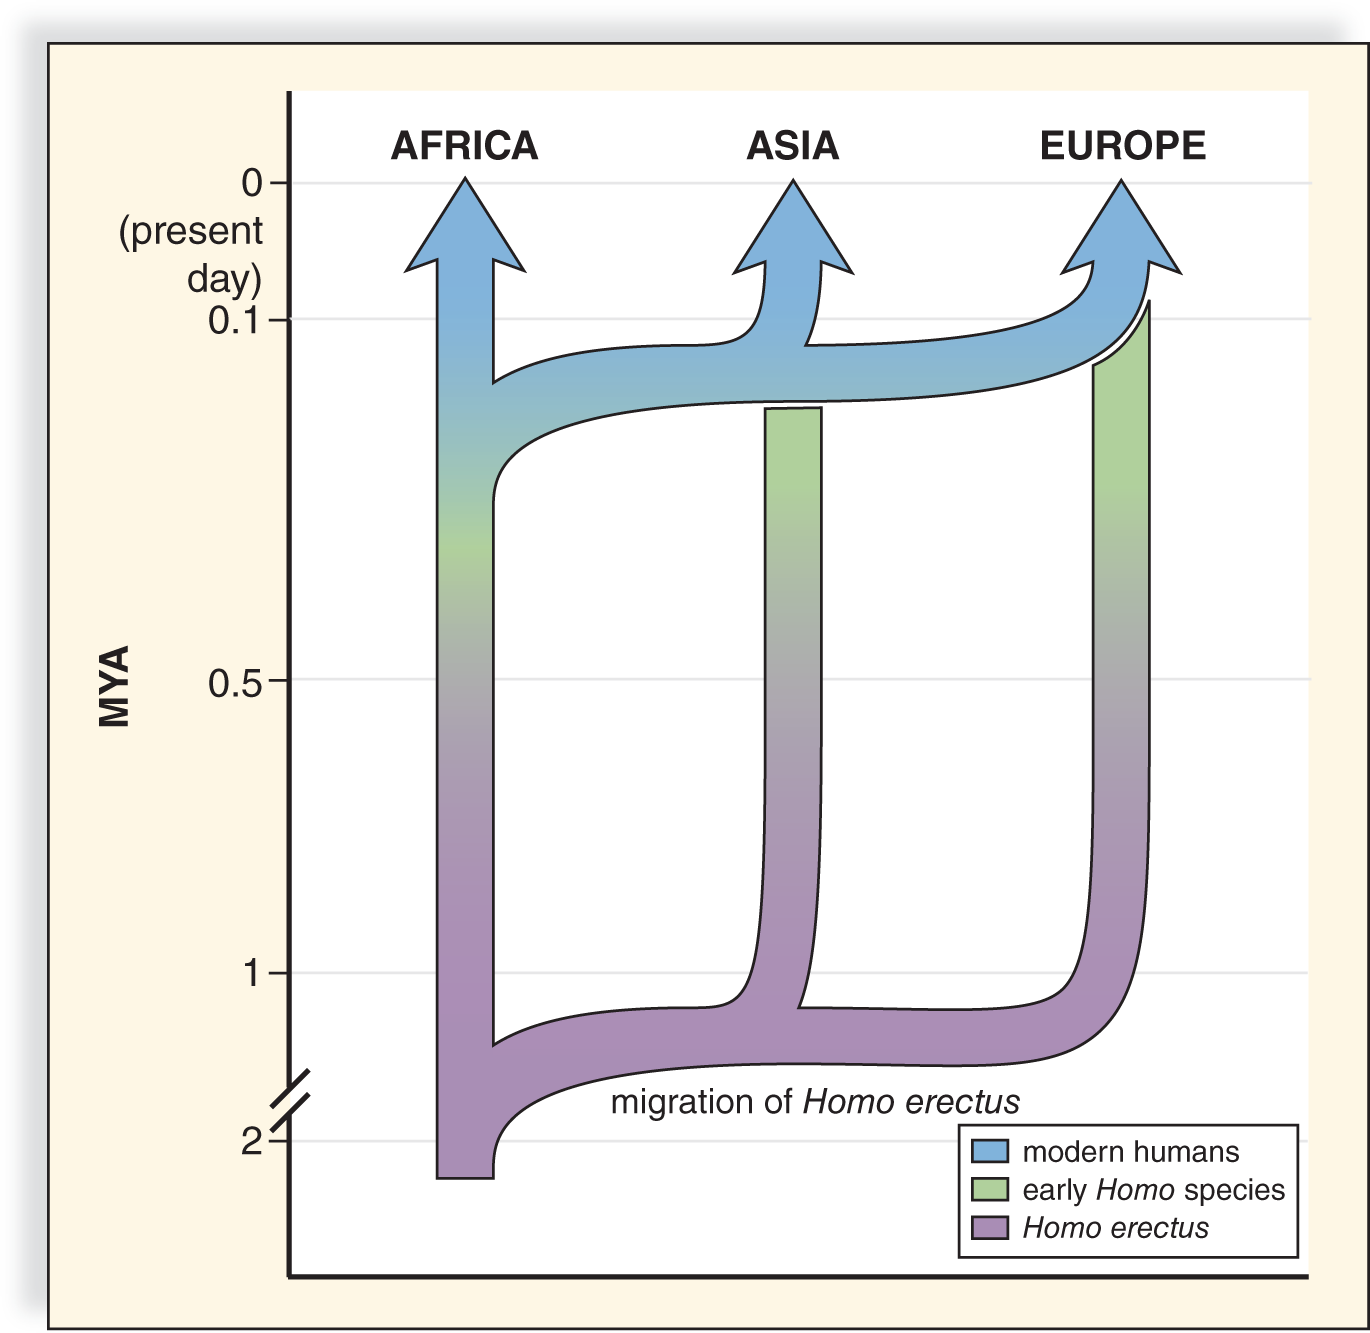 AFRICA
ASIA
EUROPE
0
(present
day)
0.1
0.5
MYA
1
migration of Homo erectus
2
modern humans
early Homo species
Homo erectus